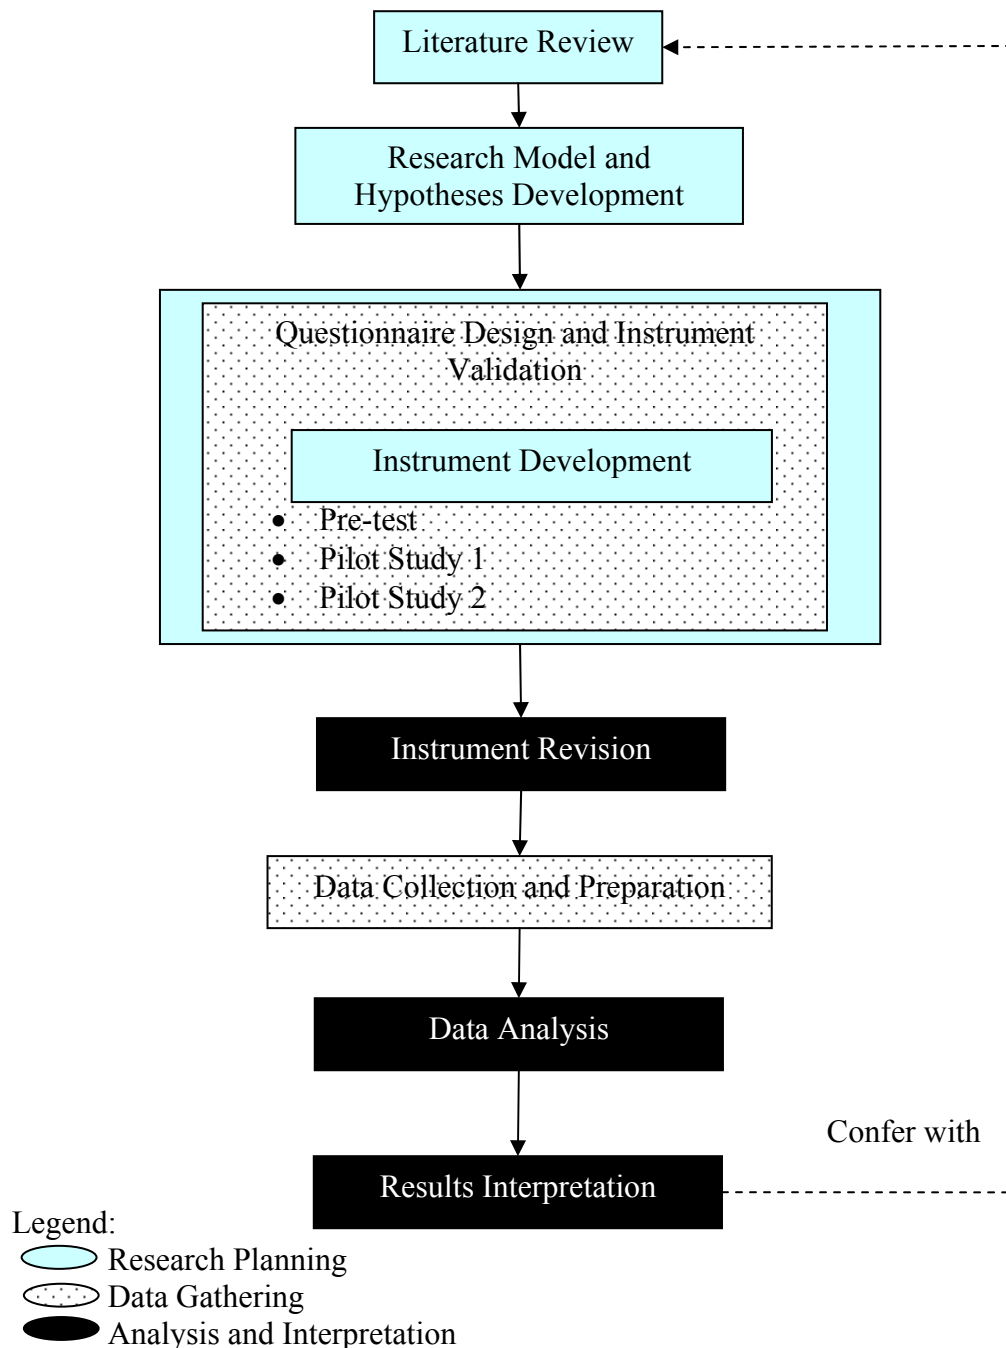 Literature Review
Research Model and
Hypotheses Development
Questionnaire Design and Instrument
Validation
Instrument Development
• Pre-test
• Pilot Study 1
• Pilot Study 2
Instrument Revision
Data Collection and Preparation
Data Analysis
Confer with
Results Interpretation
Legend:
Research Planning
Data Gathering
Analysis and Interpretation